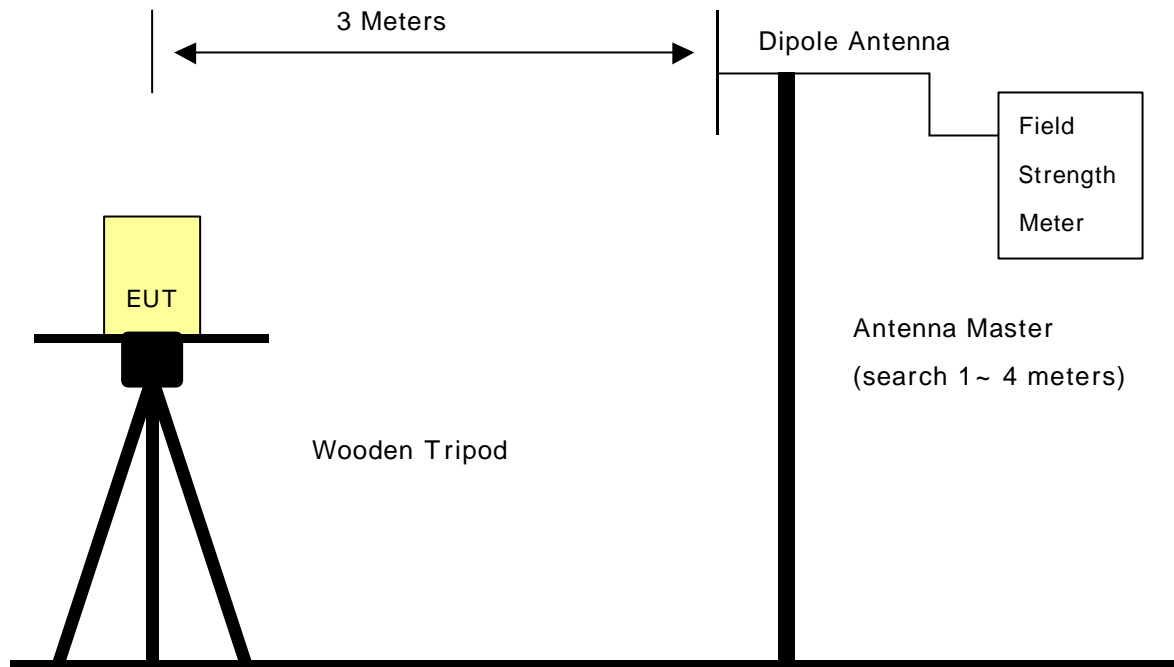 3 Meters
Dipole Antenna
Field
Strength
Meter
EUT
Antenna Master
(search 1~ 4 meters)
Wooden Tripod